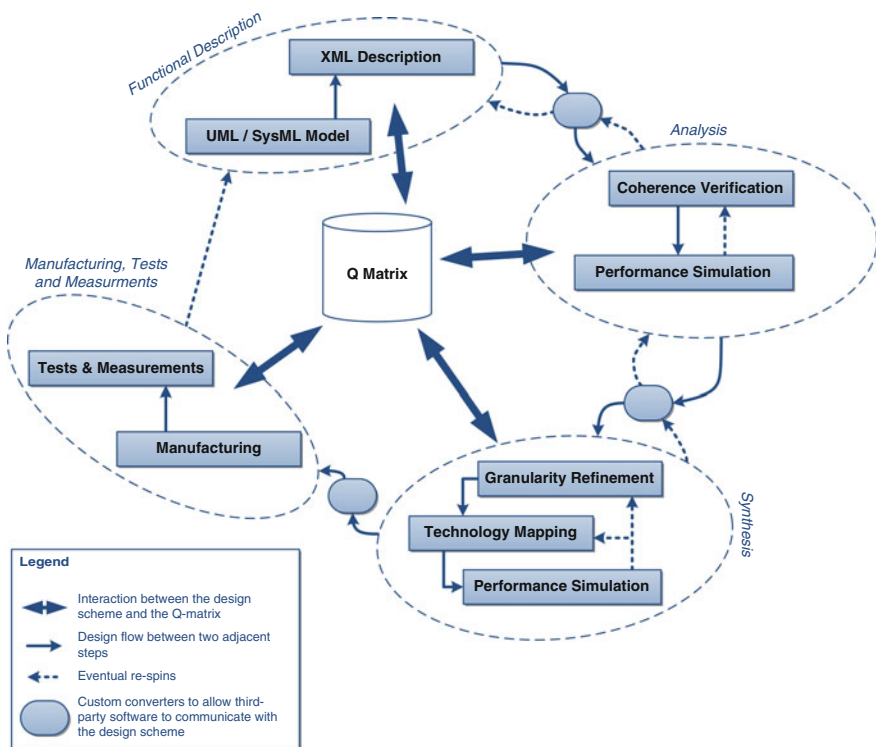 Functional Description
XML Description
UML / SysML Model
Analysis
Coherence Verification
Performance Simulation
Q Matrix
Manufacturing, Tests
and Measurments
Tests & Measurements
Manufacturing
Granularity Refinement
Technology Mapping
Performance Simulation
Synthesis
Legend
Interaction between the design
scheme and the Q-matrix
Design flow between two adjacent
steps
Eventual re-spins
Custom converters to allow third-
party software to communicate with
the design scheme